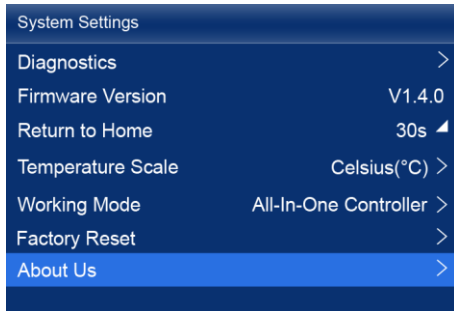 System Settings
Diagnostics >
Firmware Version V1.4.0
Return to Home 30s
Temperature Scale Celsius(°C) >
Working Mode All-In-One Controller >
Factory Reset >
About Us >